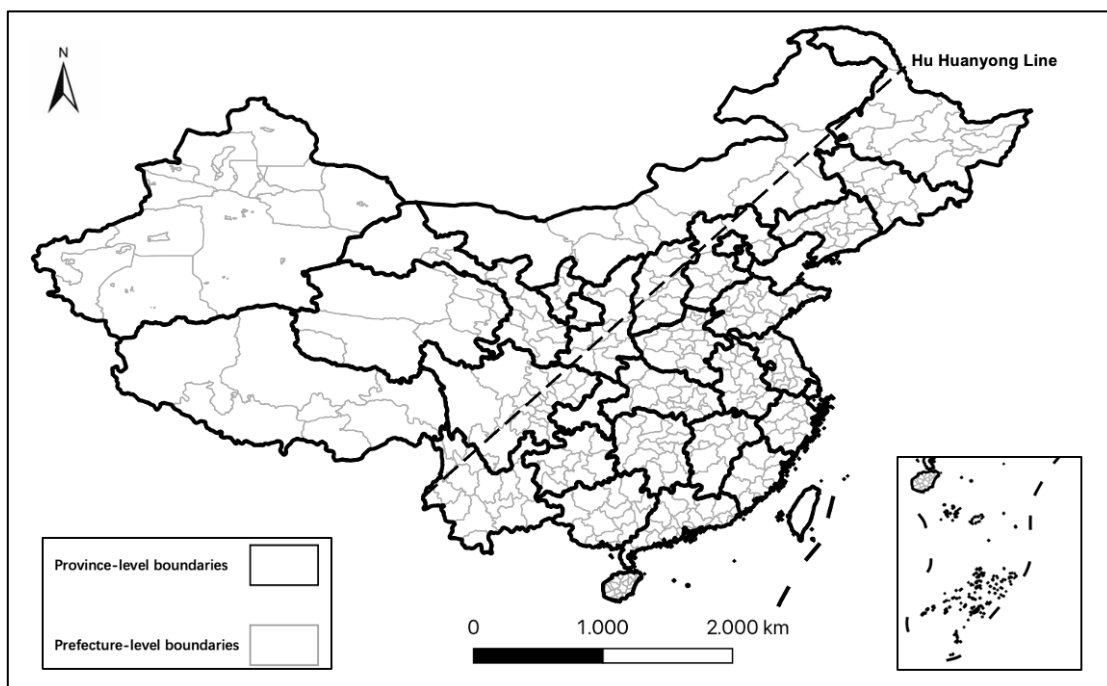 N
Hu Huanyong Line
Province-level boundaries
Prefecture-level boundaries
0 1.000 2.000 km